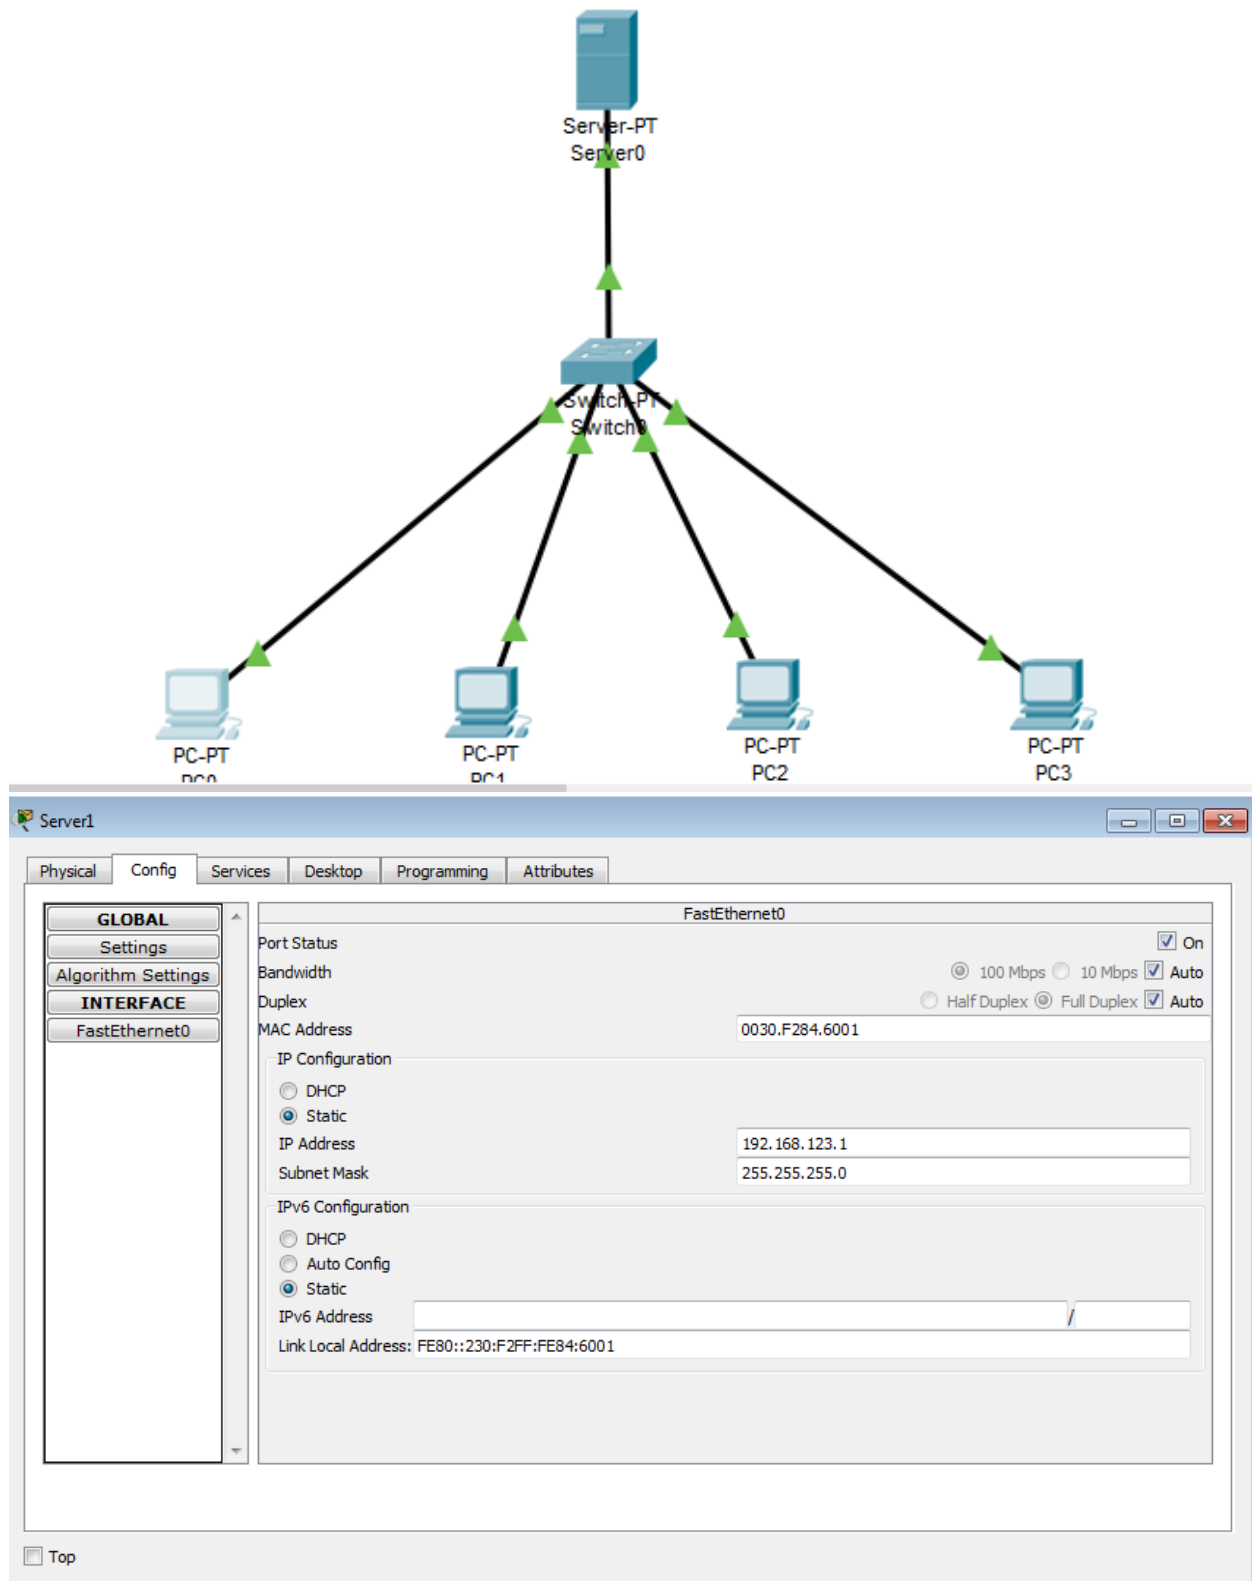 Server-PT
Server0
Switch-PT
Switch0
PC-PT
PC0
PC-PT
PC1
PC-PT
PC2
PC-PT
PC3
Server1
Physical Config Services Desktop Programming Attributes
GLOBAL
Settings
Algorithm Settings
INTERFACE
FastEthernet0
FastEthernet0
Port Status On
Bandwidth 100 Mbps 10 Mbps Auto
Duplex Half Duplex Full Duplex Auto
MAC Address 0030.F284.6001
IP Configuration
DHCP
Static
IP Address 192.168.123.1
Subnet Mask 255.255.255.0
IPv6 Configuration
DHCP
Auto Config
Static
IPv6 Address /
Link Local Address: FE80::230:F2FF:FE84:6001
Top